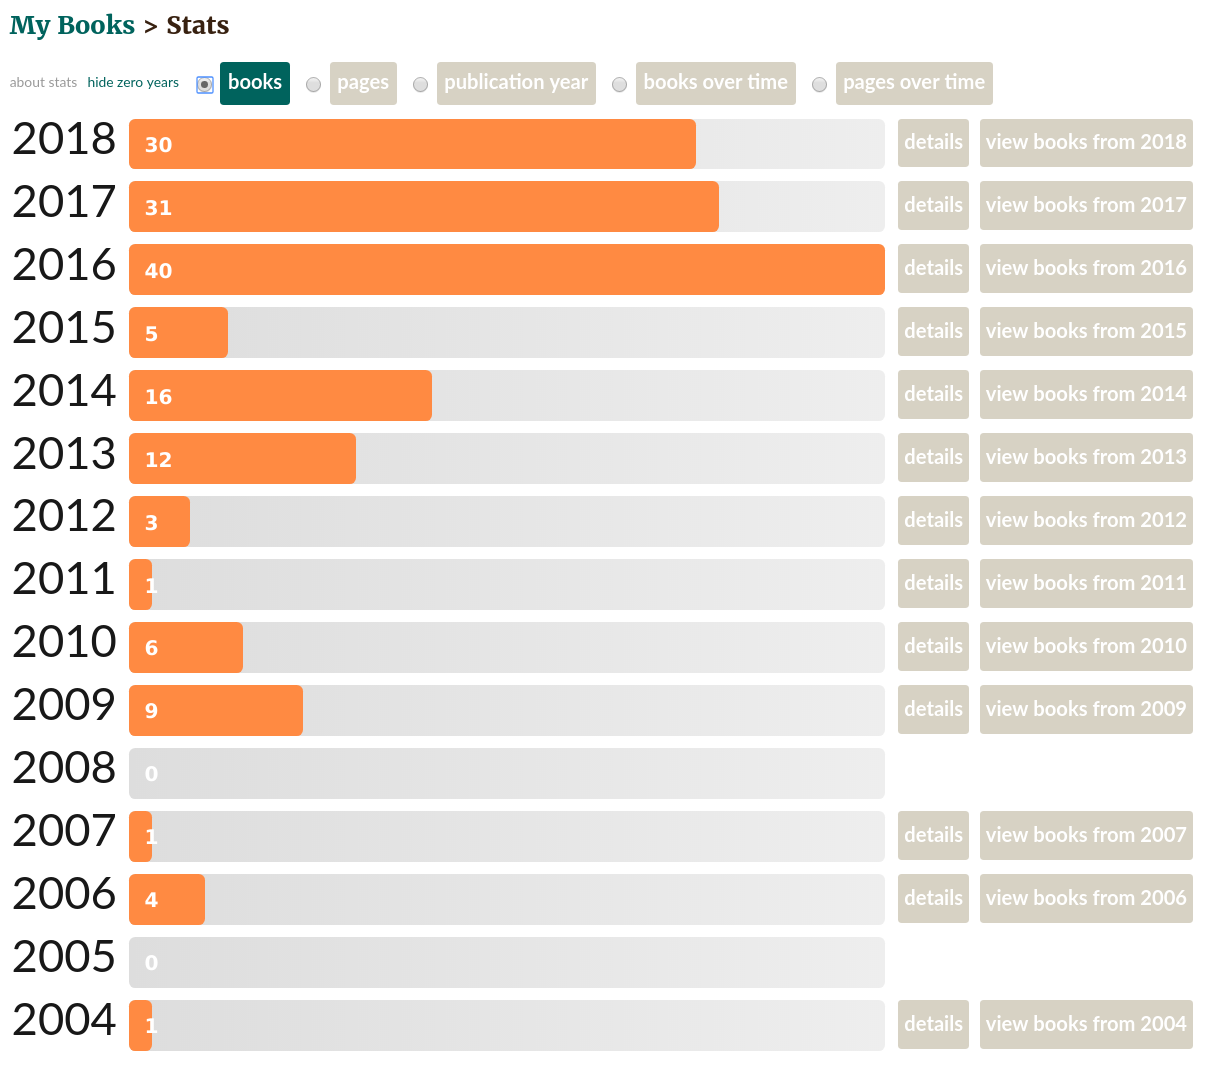 My Books > Stats
about stats hide zero years books pages publication year books over time pages over time
2018 30 details view books from 2018
2017 31 details view books from 2017
2016 40 details view books from 2016
2015 5 details view books from 2015
2014 16 details view books from 2014
2013 12 details view books from 2013
2012 3 details view books from 2012
2011 1 details view books from 2011
2010 6 details view books from 2010
2009 9 details view books from 2009
2008 0
2007 1 details view books from 2007
2006 4 details view books from 2006
2005 0
2004 1 details view books from 2004